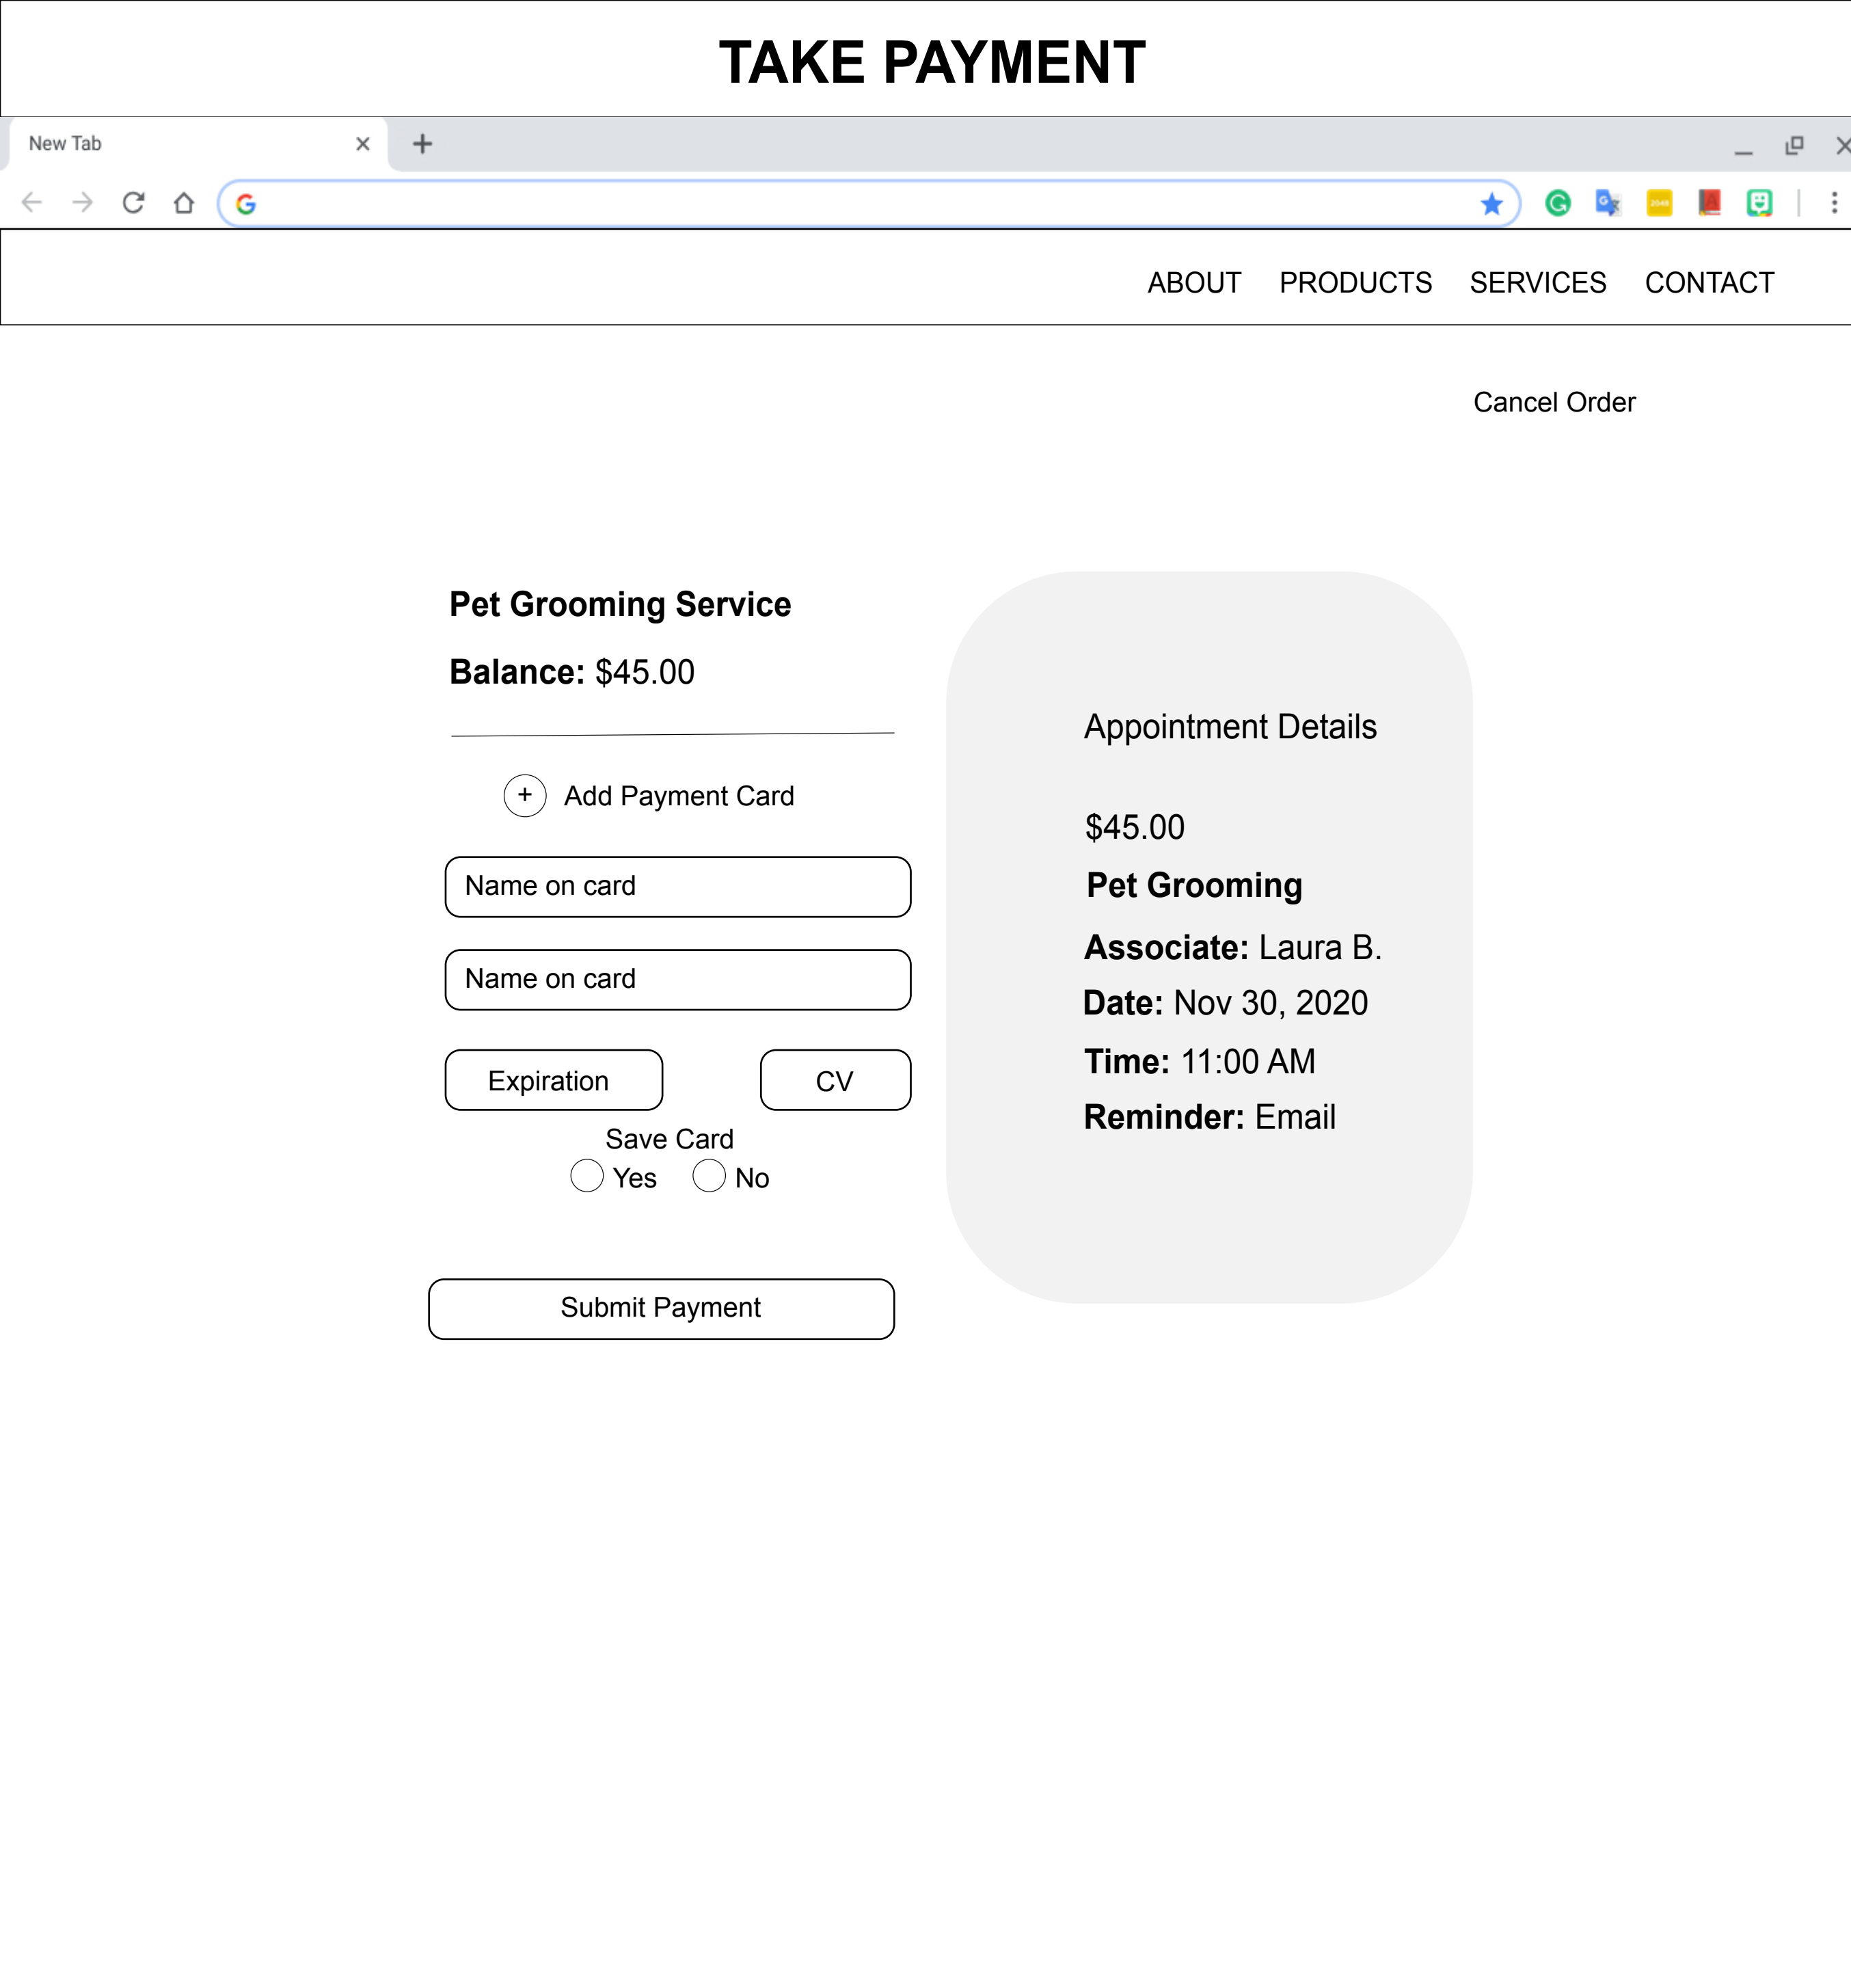 TAKE PAYMENT
New Tab
ABOUT PRODUCTS SERVICES CONTACT
Cancel Order
Pet Grooming Service
Balance: $45.00
+ Add Payment Card
Name on card
Name on card
Expiration CV
Save Card
Yes No
Submit Payment
Appointment Details
$45.00
Pet Grooming
Associate: Laura B.
Date: Nov 30, 2020
Time: 11:00 AM
Reminder: Email